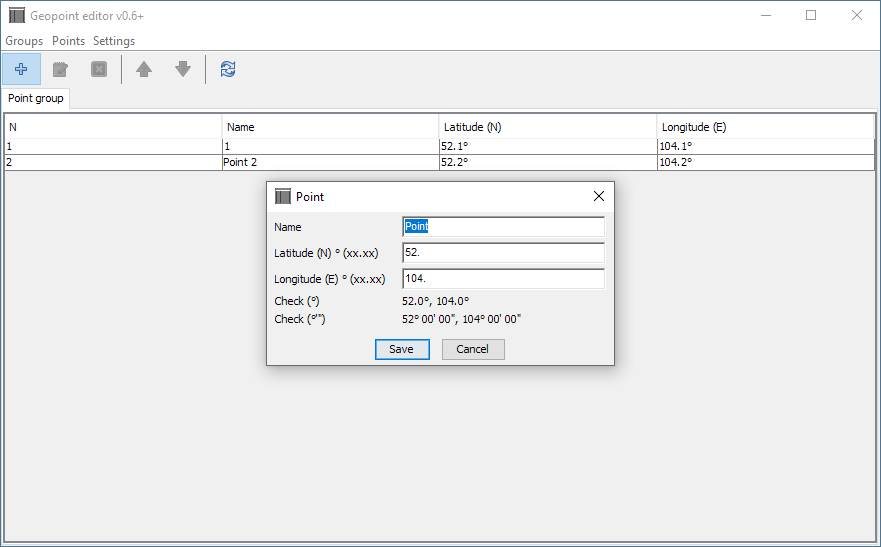 Geopoint editor v0.6+
Groups Points Settings
Point group
N Name Latitude (N) Longitude (E)
1 1 52.1° 104.1°
2 Point 2 52.2° 104.2°
Point
Name Point
Latitude (N) ° (xx.xx) 52.
Longitude (E) ° (xx.xx) 104.
Check (°) 52.0°, 104.0°
Check (°'") 52° 00' 00", 104° 00' 00"
Save Cancel